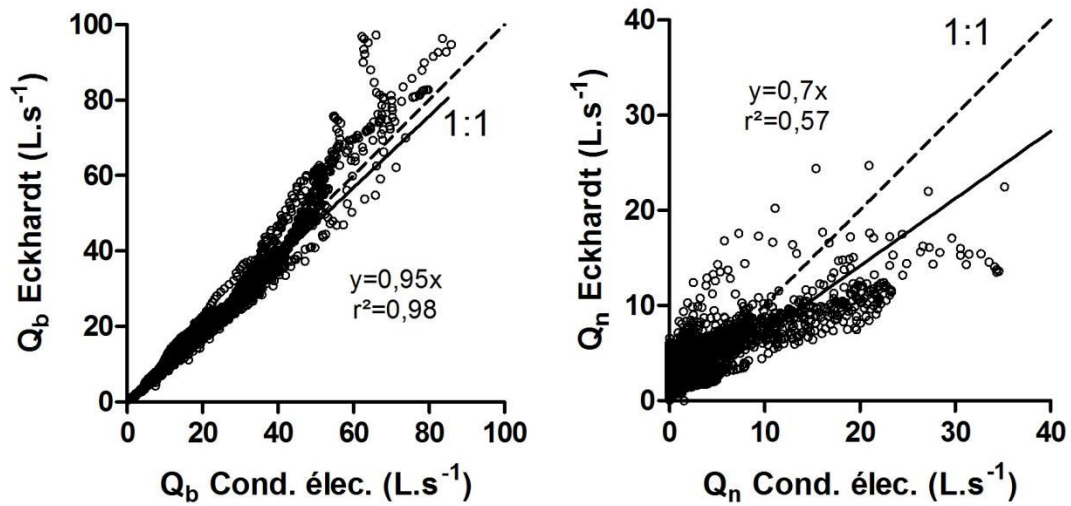 100
80
60
40
20
0
0 20 40 60 80 100
Q_b Eckhardt (L.s⁻¹)
Q_b Cond. élec. (L.s⁻¹)
1:1
y=0,95x
r²=0,98
40
30
20
10
0
0 10 20 30 40
Q_n Eckhardt (L.s⁻¹)
Q_n Cond. élec. (L.s⁻¹)
1:1
y=0,7x
r²=0,57